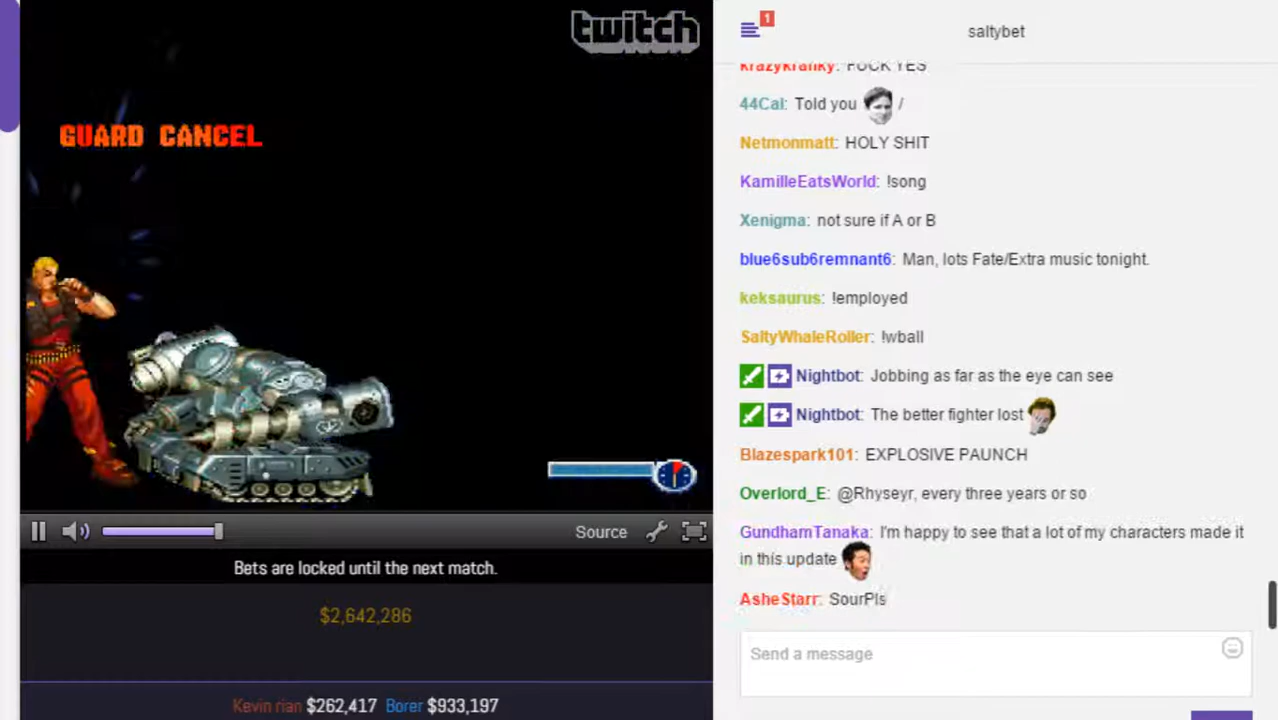 twitch
GUARD CANCEL
Source
Bets are locked until the next match.
$2,642,286
Kevin rian $262,417 Borer $933,197
1
saltybet
krazykranky: FUCK YES
44Cal: Told you /
Netmonmatt: HOLY SHIT
KamilleEatsWorld: !song
Xenigma: not sure if A or B
blue6sub6remnant6: Man, lots Fate/Extra music tonight.
keksaurus: !employed
SaltyWhaleRoller: !wball
Nightbot: Jobbing as far as the eye can see
Nightbot: The better fighter lost
Blazespark101: EXPLOSIVE PAUNCH
Overlord_E: @Rhyseyr, every three years or so
GundhamTanaka: I'm happy to see that a lot of my characters made it
in this update
AsheStarr: SourPls
Send a message